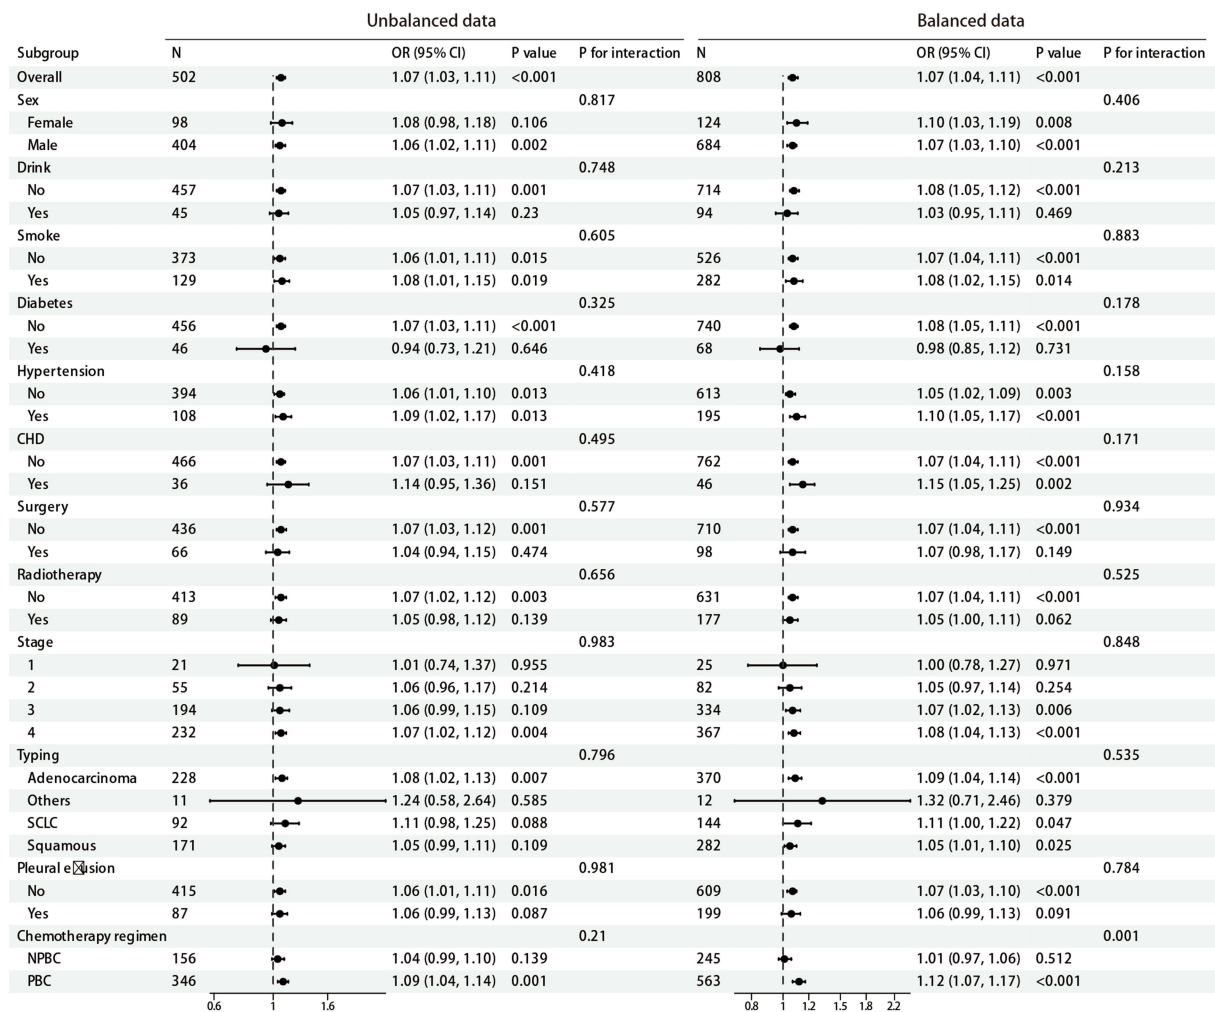 Unbalanced data Balanced data
Subgroup N OR (95% CI) P value P for interaction N OR (95% CI) P value P for interaction
Overall 502 1.07 (1.03, 1.11) <0.001 808 1.07 (1.04, 1.11) <0.001
Sex 0.817 0.406
Female 98 1.08 (0.98, 1.18) 0.106 124 1.10 (1.03, 1.19) 0.008
Male 404 1.06 (1.02, 1.11) 0.002 684 1.07 (1.03, 1.10) <0.001
Drink 0.748 0.213
No 457 1.07 (1.03, 1.11) 0.001 714 1.08 (1.05, 1.12) <0.001
Yes 45 1.05 (0.97, 1.14) 0.23 94 1.03 (0.95, 1.11) 0.469
Smoke 0.605 0.883
No 373 1.06 (1.01, 1.11) 0.015 526 1.07 (1.04, 1.11) <0.001
Yes 129 1.08 (1.01, 1.15) 0.019 282 1.08 (1.02, 1.15) 0.014
Diabetes 0.325 0.178
No 456 1.07 (1.03, 1.11) <0.001 740 1.08 (1.05, 1.11) <0.001
Yes 46 0.94 (0.73, 1.21) 0.646 68 0.98 (0.85, 1.12) 0.731
Hypertension 0.418 0.158
No 394 1.06 (1.01, 1.10) 0.013 613 1.05 (1.02, 1.09) 0.003
Yes 108 1.09 (1.02, 1.17) 0.013 195 1.10 (1.05, 1.17) <0.001
CHD 0.495 0.171
No 466 1.07 (1.03, 1.11) 0.001 762 1.07 (1.04, 1.11) <0.001
Yes 36 1.14 (0.95, 1.36) 0.151 46 1.15 (1.05, 1.25) 0.002
Surgery 0.577 0.934
No 436 1.07 (1.03, 1.12) 0.001 710 1.07 (1.04, 1.11) <0.001
Yes 66 1.04 (0.94, 1.15) 0.474 98 1.07 (0.98, 1.17) 0.149
Radiotherapy 0.656 0.525
No 413 1.07 (1.02, 1.12) 0.003 631 1.07 (1.04, 1.11) <0.001
Yes 89 1.05 (0.98, 1.12) 0.139 177 1.05 (1.00, 1.11) 0.062
Stage 0.983 0.848
1 21 1.01 (0.74, 1.37) 0.955 25 1.00 (0.78, 1.27) 0.971
2 55 1.06 (0.96, 1.17) 0.214 82 1.05 (0.97, 1.14) 0.254
3 194 1.06 (0.99, 1.15) 0.109 334 1.07 (1.02, 1.13) 0.006
4 232 1.07 (1.02, 1.12) 0.004 367 1.08 (1.04, 1.13) <0.001
Typing 0.796 0.535
Adenocarcinoma 228 1.08 (1.02, 1.13) 0.007 370 1.09 (1.04, 1.14) <0.001
Others 11 1.24 (0.58, 2.64) 0.585 12 1.32 (0.71, 2.46) 0.379
SCLC 92 1.11 (0.98, 1.25) 0.088 144 1.11 (1.00, 1.22) 0.047
Squamous 171 1.05 (0.99, 1.11) 0.109 282 1.05 (1.01, 1.10) 0.025
Pleural 0.981 0.784
No 415 1.06 (1.01, 1.11) 0.016 609 1.07 (1.03, 1.10) <0.001
Yes 87 1.06 (0.99, 1.13) 0.087 199 1.06 (0.99, 1.13) 0.091
Chemotherapy regimen 0.21 0.001
NPBC 156 1.04 (0.99, 1.10) 0.139 245 1.01 (0.97, 1.06) 0.512
PBC 346 1.09 (1.04, 1.14) 0.001 563 1.12 (1.07, 1.17) <0.001
0.6 1 1.6 0.8 1 1.2 1.5 1.8 2.2